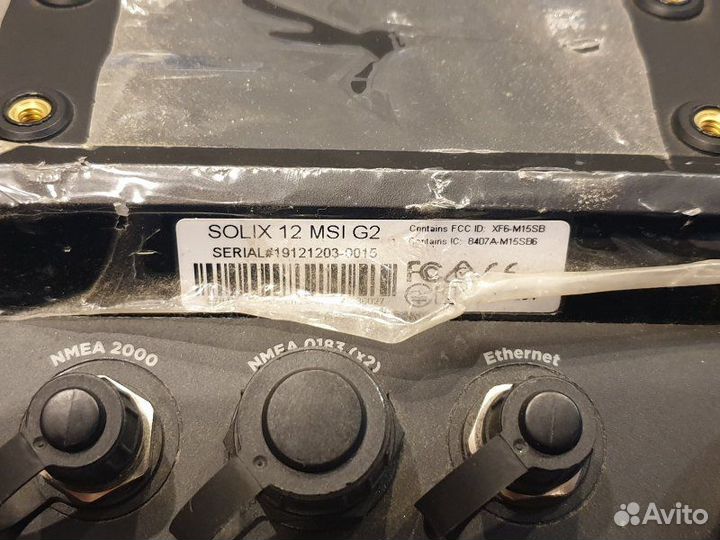 SOLIX 12 MSI G2
SERIAL#19121203-0015
Contains FCC ID: XF6-M15SB
Contains IC: 8407A-M15SB6
FC
NMEA 2000
NMEA 0183 (x2)
Ethernet
Avito